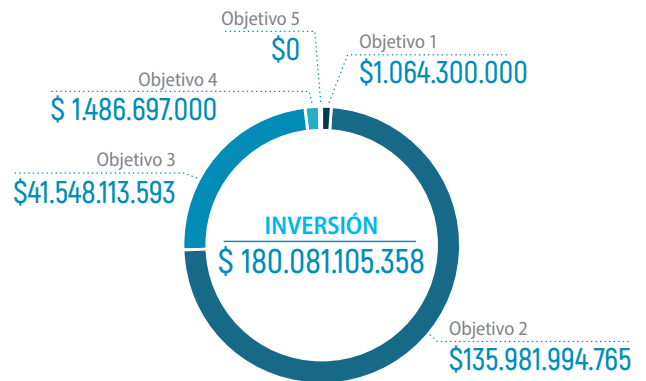 Objetivo 5
$0
Objetivo 1
$1.064.300.000
Objetivo 4
$ 1.486.697.000
Objetivo 3
$41.548.113.593
INVERSIÓN
$ 180.081.105.358
Objetivo 2
$135.981.994.765